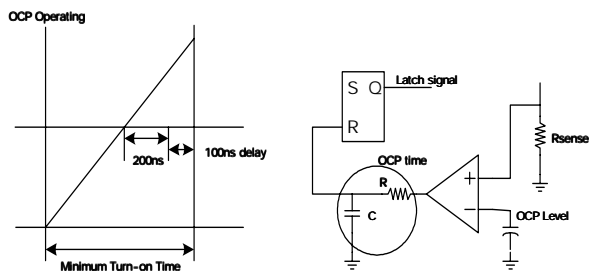 OCP Operating
200ns
100ns delay
Minimum Turn-on Time
S Q
Latch signal
R
OCP time
R
C
+
−
Rsense
OCP Level